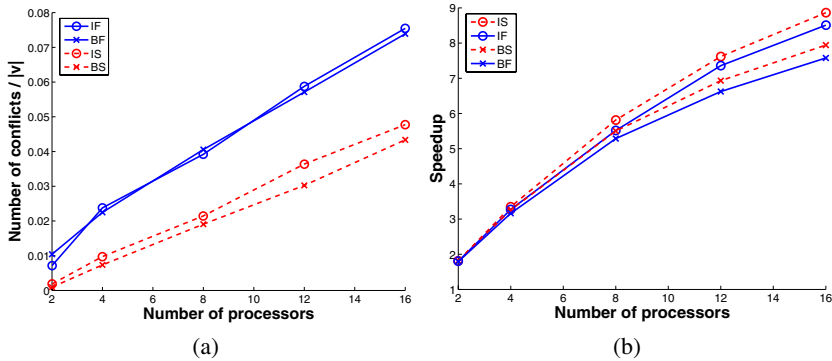 0.08
0.07
0.06
0.05
0.04
0.03
0.02
0.01
0
Number of conflicts / |v|
IF
BF
IS
BS
2 4 6 8 10 12 14 16
Number of processors
(a)
9
8
7
6
5
4
3
2
1
Speedup
IS
IF
BS
BF
2 4 6 8 10 12 14 16
Number of processors
(b)